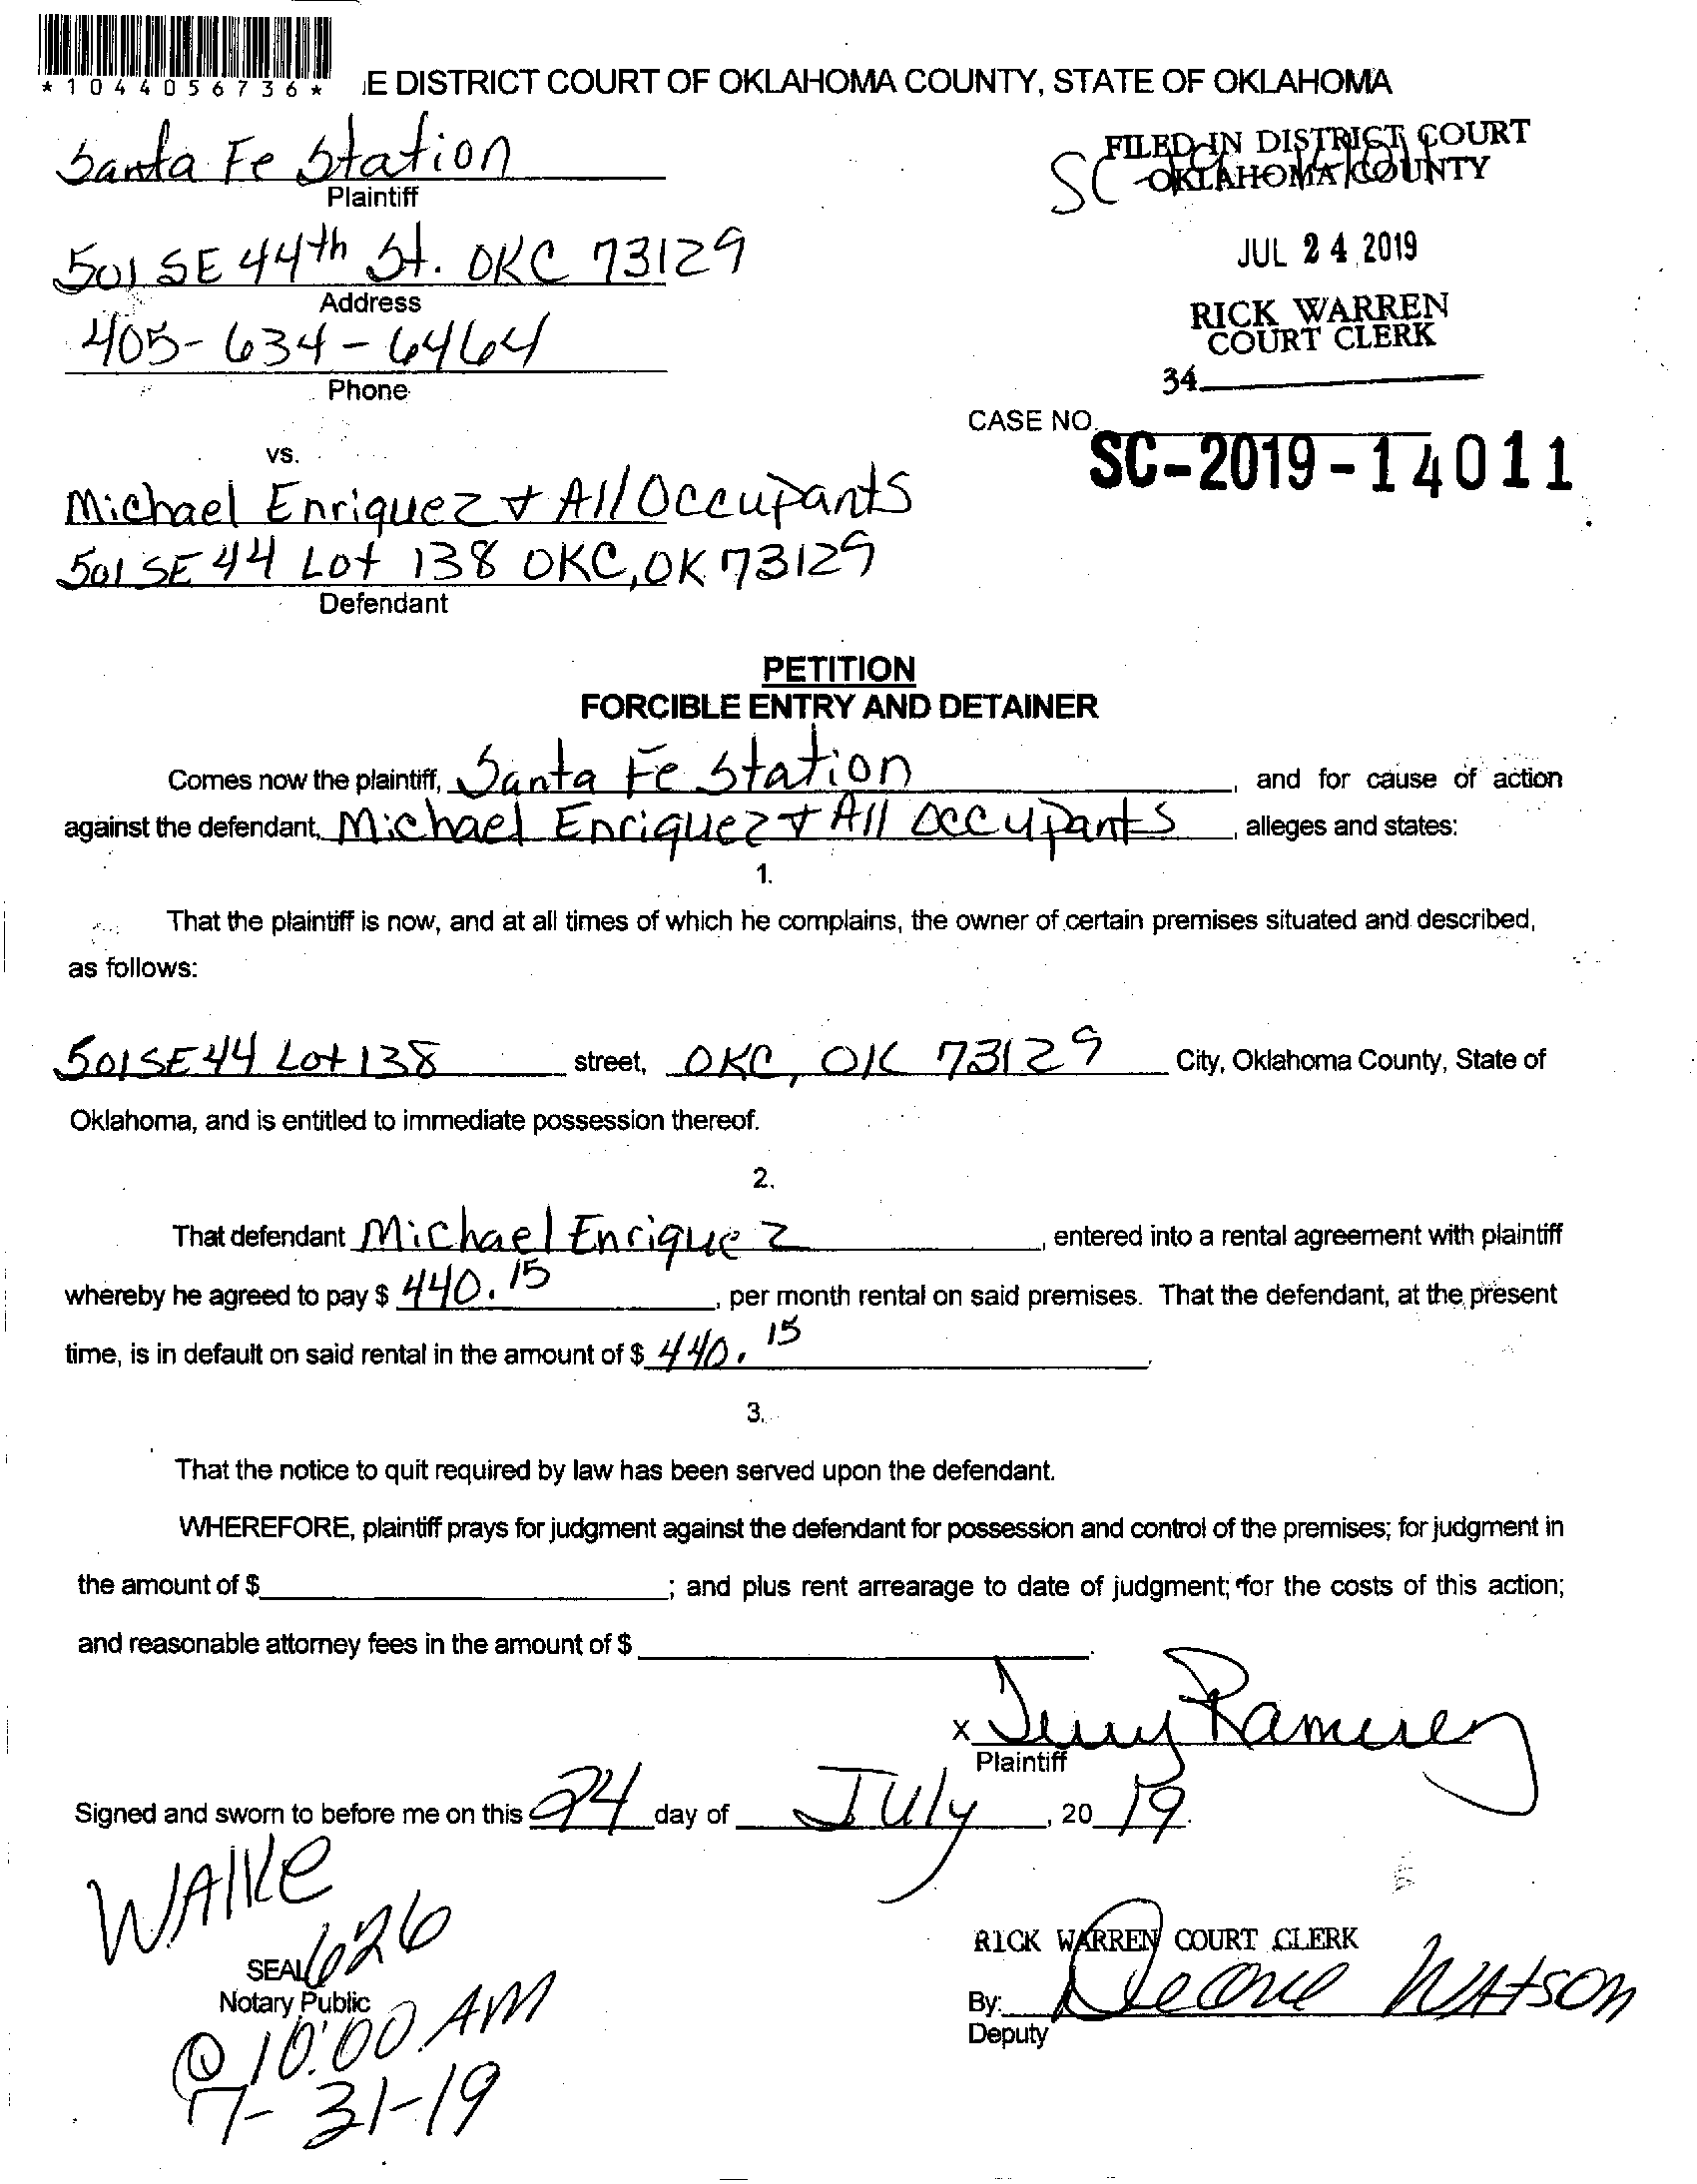 *1044056736*
E DISTRICT COURT OF OKLAHOMA COUNTY, STATE OF OKLAHOMA
Santa Fe Station
Plaintiff
FILED IN DISTRICT COURT
OKLAHOMA COUNTY
SC
501 SE 44th St. OKC 73129
Address
JUL 24 2019
405-634-6464
Phone
RICK WARREN
COURT CLERK
34
CASE NO.
SC-2019-14011
vs.
Michael Enriquez & All Occupants
501 SE 44 Lot 138 OKC, OK 73129
Defendant
PETITION
FORCIBLE ENTRY AND DETAINER
Comes now the plaintiff, Santa Fe Station, and for cause of action
against the defendant, Michael Enriquez & All Occupants, alleges and states:
1.
That the plaintiff is now, and at all times of which he complains, the owner of certain premises situated and described,
as follows:
501 SE 44 Lot 138 street, OKC, OK 73129 City, Oklahoma County, State of
Oklahoma, and is entitled to immediate possession thereof.
2.
That defendant Michael Enriquez, entered into a rental agreement with plaintiff
whereby he agreed to pay $ 440.15, per month rental on said premises. That the defendant, at the present
time, is in default on said rental in the amount of $ 440.15.
3.
That the notice to quit required by law has been served upon the defendant.
WHEREFORE, plaintiff prays for judgment against the defendant for possession and control of the premises; for judgment in
the amount of $ ; and plus rent arrearage to date of judgment; for the costs of this action;
and reasonable attorney fees in the amount of $ .
x
Plaintiff
Signed and sworn to before me on this 24 day of July, 2019.
WAlKe
626
SEAL
Notary Public
@ 10:00 AM
7-31-19
RICK WARREN COURT CLERK
By: Watson
Deputy